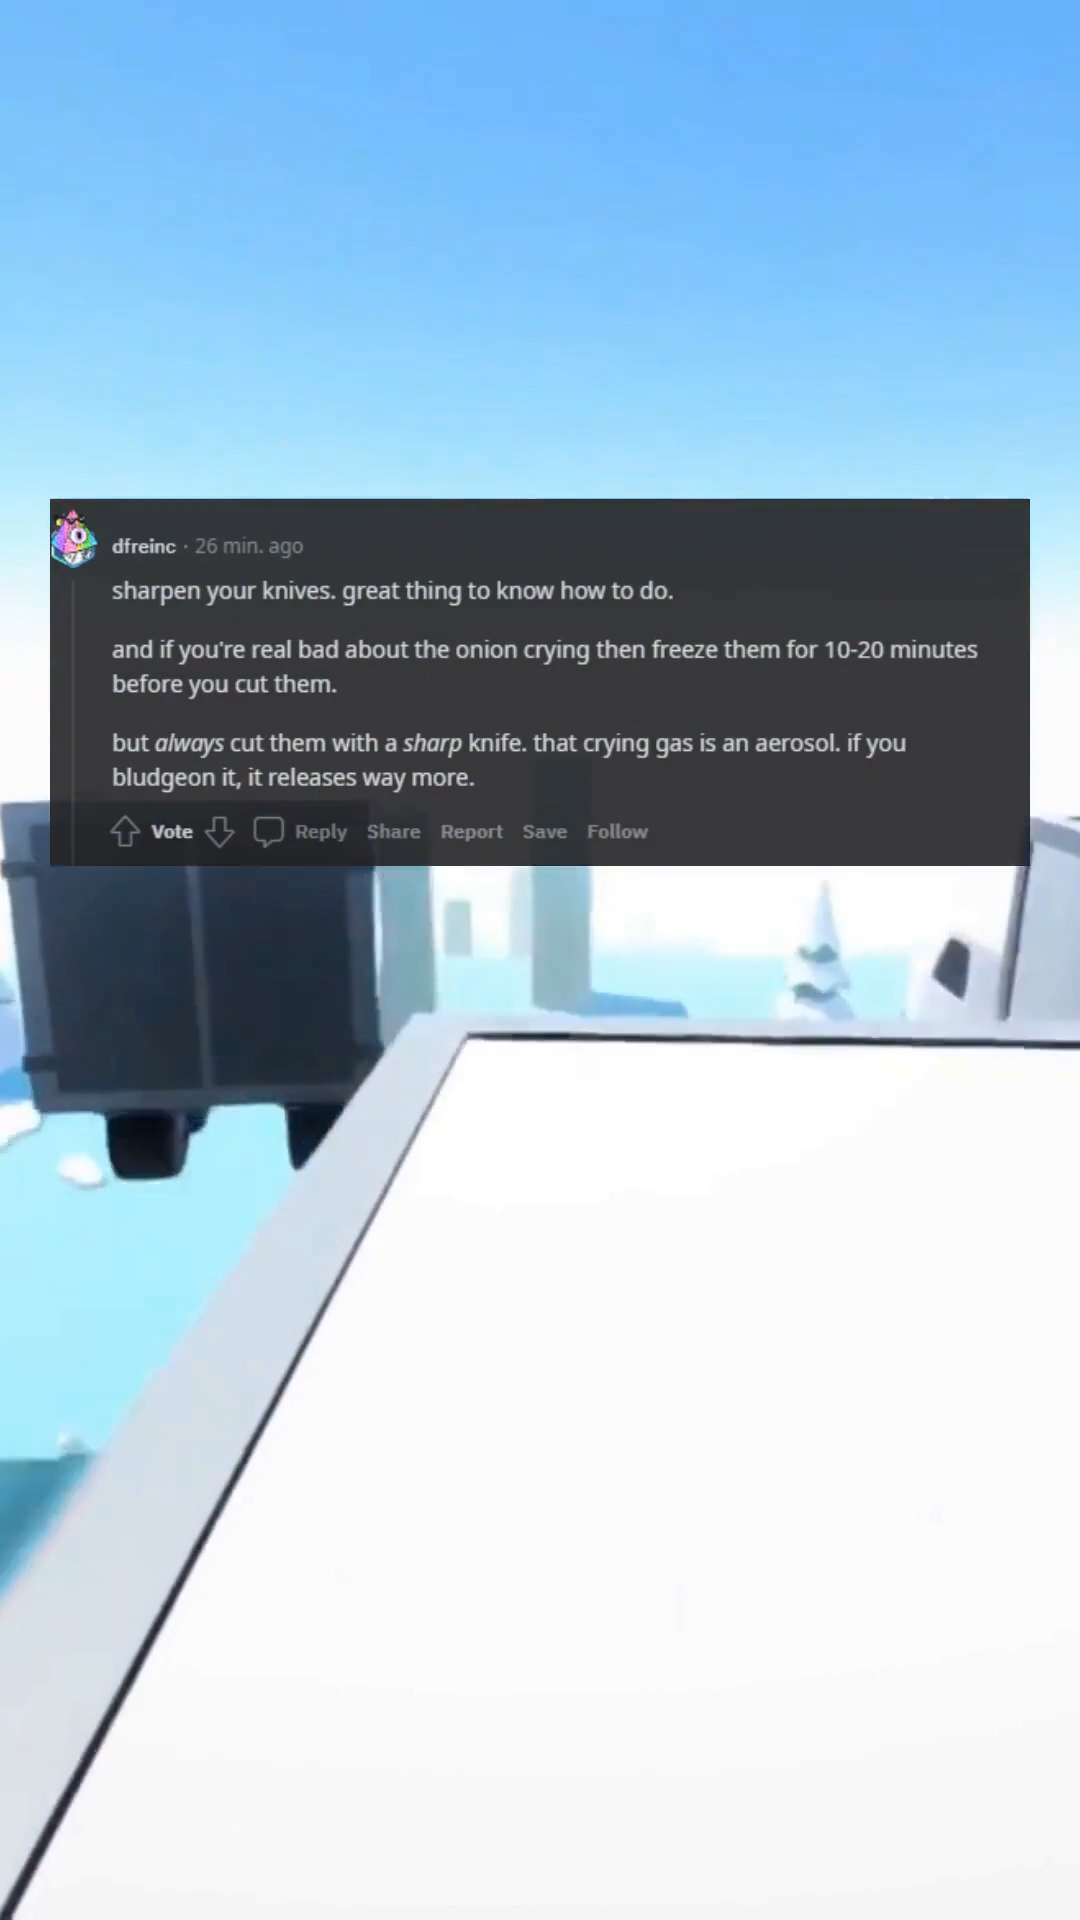 dfreinc · 26 min. ago
sharpen your knives. great thing to know how to do.
and if you're real bad about the onion crying then freeze them for 10-20 minutes
before you cut them.
but always cut them with a sharp knife. that crying gas is an aerosol. if you
bludgeon it, it releases way more.
Vote Reply Share Report Save Follow